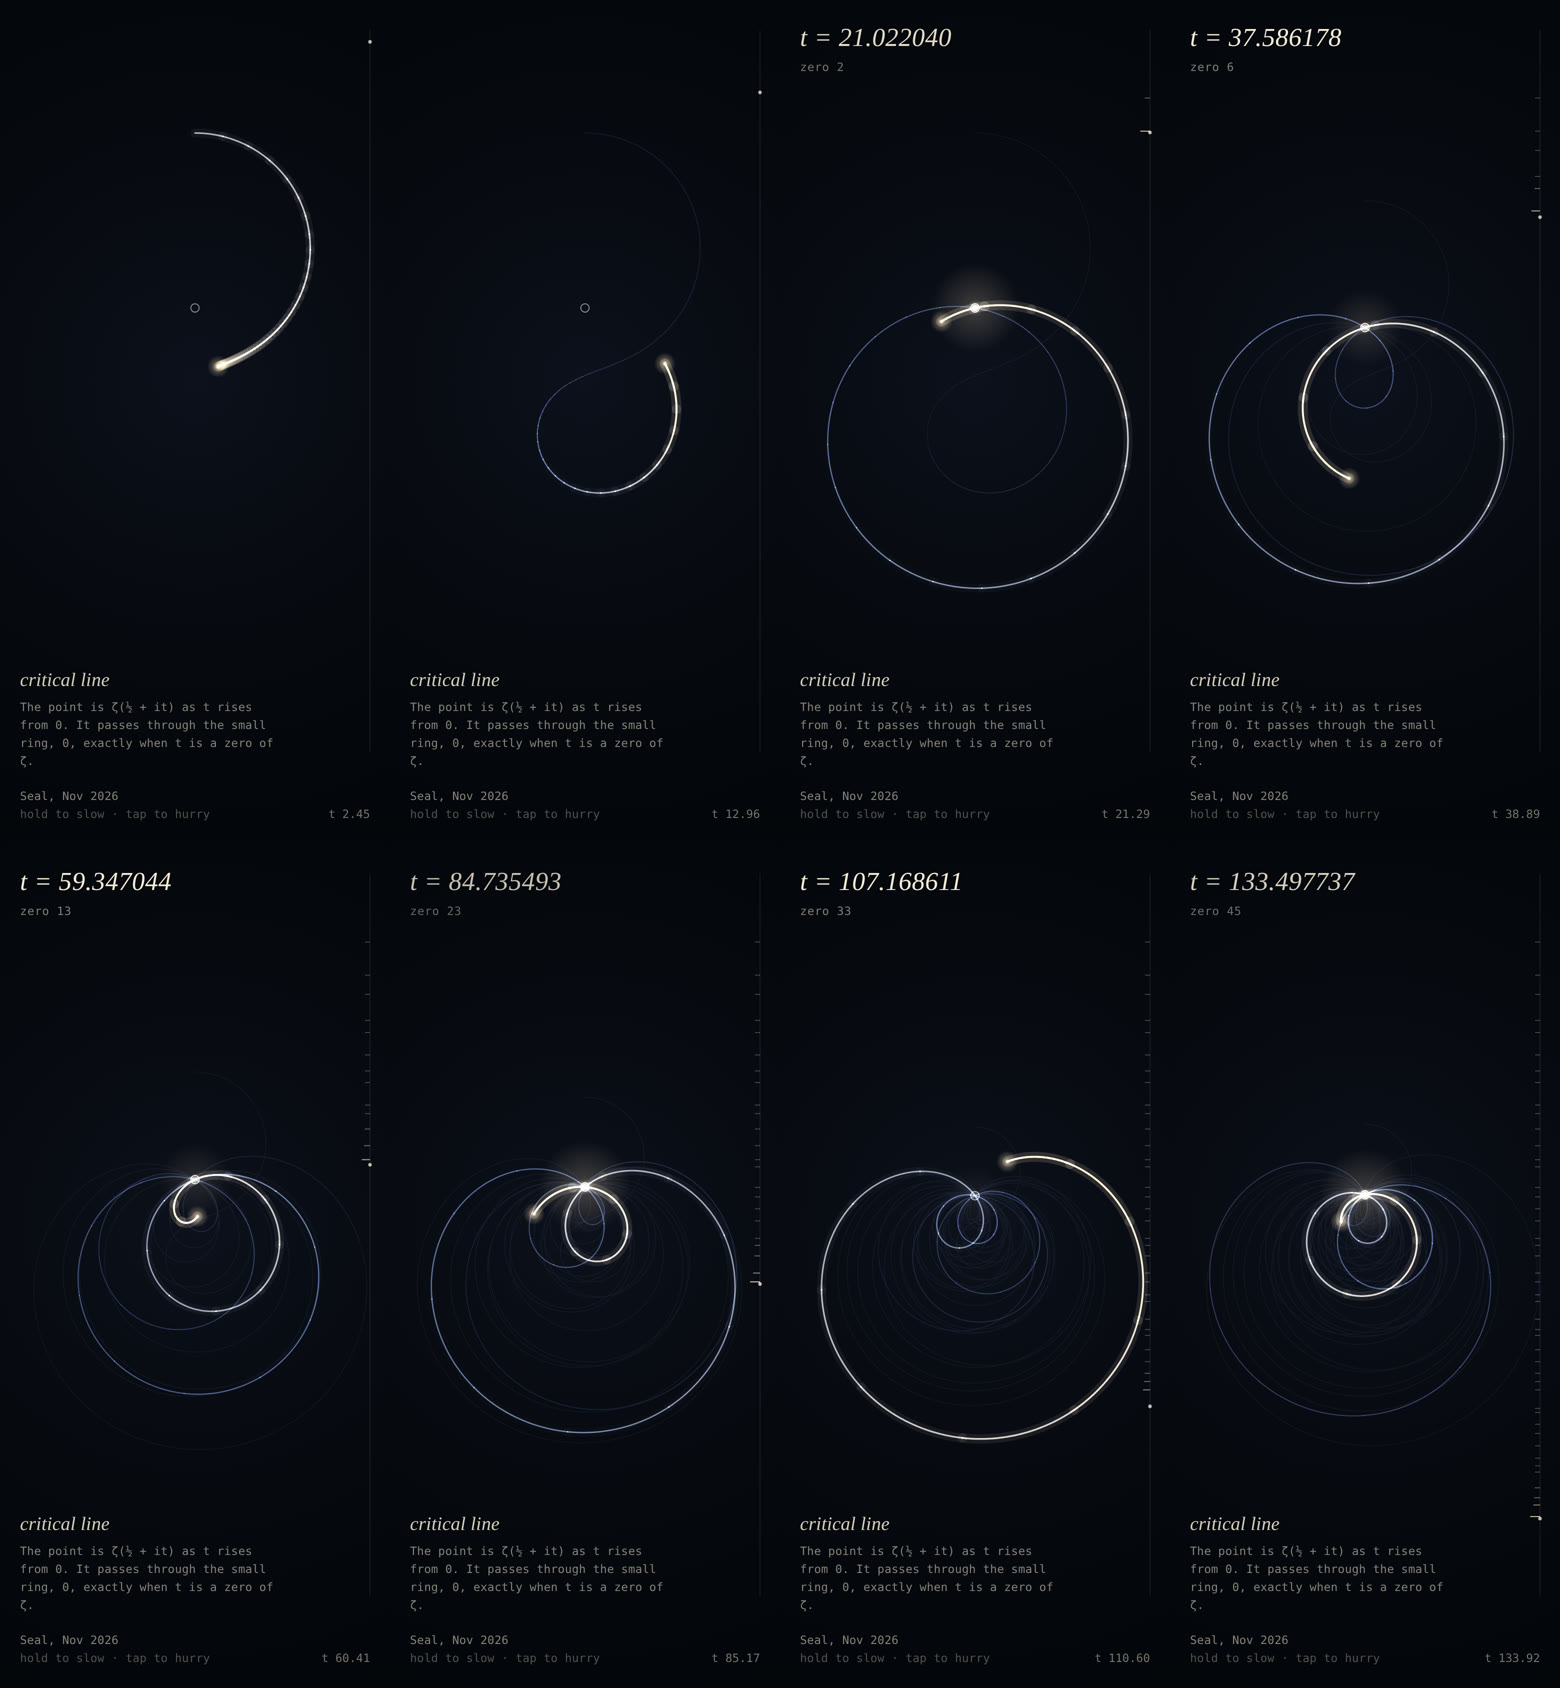 t = 21.022040
zero 2
t = 37.586178
zero 6
critical line
The point is ζ(½ + it) as t rises
from 0. It passes through the small
ring, 0, exactly when t is a zero of
ζ.
Seal, Nov 2026
hold to slow · tap to hurry
t 2.45
critical line
The point is ζ(½ + it) as t rises
from 0. It passes through the small
ring, 0, exactly when t is a zero of
ζ.
Seal, Nov 2026
hold to slow · tap to hurry
t 12.96
critical line
The point is ζ(½ + it) as t rises
from 0. It passes through the small
ring, 0, exactly when t is a zero of
ζ.
Seal, Nov 2026
hold to slow · tap to hurry
t 21.29
critical line
The point is ζ(½ + it) as t rises
from 0. It passes through the small
ring, 0, exactly when t is a zero of
ζ.
Seal, Nov 2026
hold to slow · tap to hurry
t 38.89
t = 59.347044
zero 13
critical line
The point is ζ(½ + it) as t rises
from 0. It passes through the small
ring, 0, exactly when t is a zero of
ζ.
Seal, Nov 2026
hold to slow · tap to hurry
t 60.41
t = 84.735493
zero 23
critical line
The point is ζ(½ + it) as t rises
from 0. It passes through the small
ring, 0, exactly when t is a zero of
ζ.
Seal, Nov 2026
hold to slow · tap to hurry
t 85.17
t = 107.168611
zero 33
critical line
The point is ζ(½ + it) as t rises
from 0. It passes through the small
ring, 0, exactly when t is a zero of
ζ.
Seal, Nov 2026
hold to slow · tap to hurry
t 110.60
t = 133.497737
zero 45
critical line
The point is ζ(½ + it) as t rises
from 0. It passes through the small
ring, 0, exactly when t is a zero of
ζ.
Seal, Nov 2026
hold to slow · tap to hurry
t 133.92